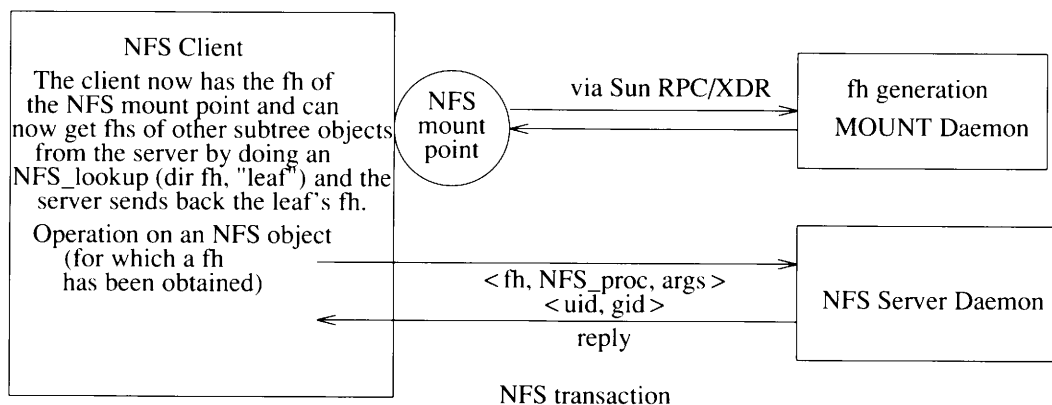 NFS Client
The client now has the fh of
the NFS mount point and can
now get fhs of other subtree objects
from the server by doing an
NFS_lookup (dir fh, "leaf") and the
server sends back the leaf's fh.
Operation on an NFS object
(for which a fh
has been obtained)
NFS
mount
point
via Sun RPC/XDR
fh generation
MOUNT Daemon
< fh, NFS_proc, args >
< uid, gid >
reply
NFS Server Daemon
NFS transaction